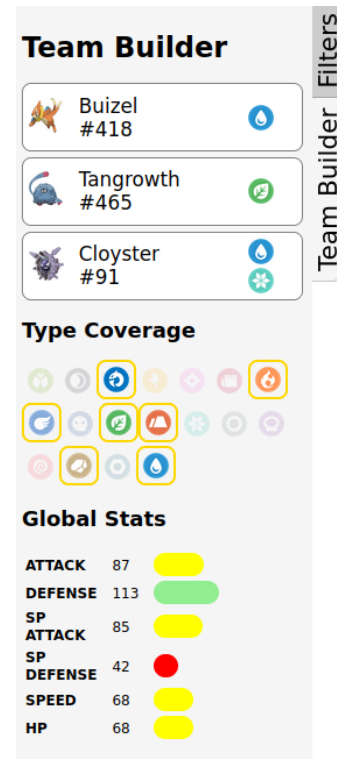 Team Builder
Buizel
#418
Tangrowth
#465
Cloyster
#91
Type Coverage
Global Stats
ATTACK 87
DEFENSE 113
SP
ATTACK 85
SP
DEFENSE 42
SPEED 68
HP 68
Filters
Team Builder